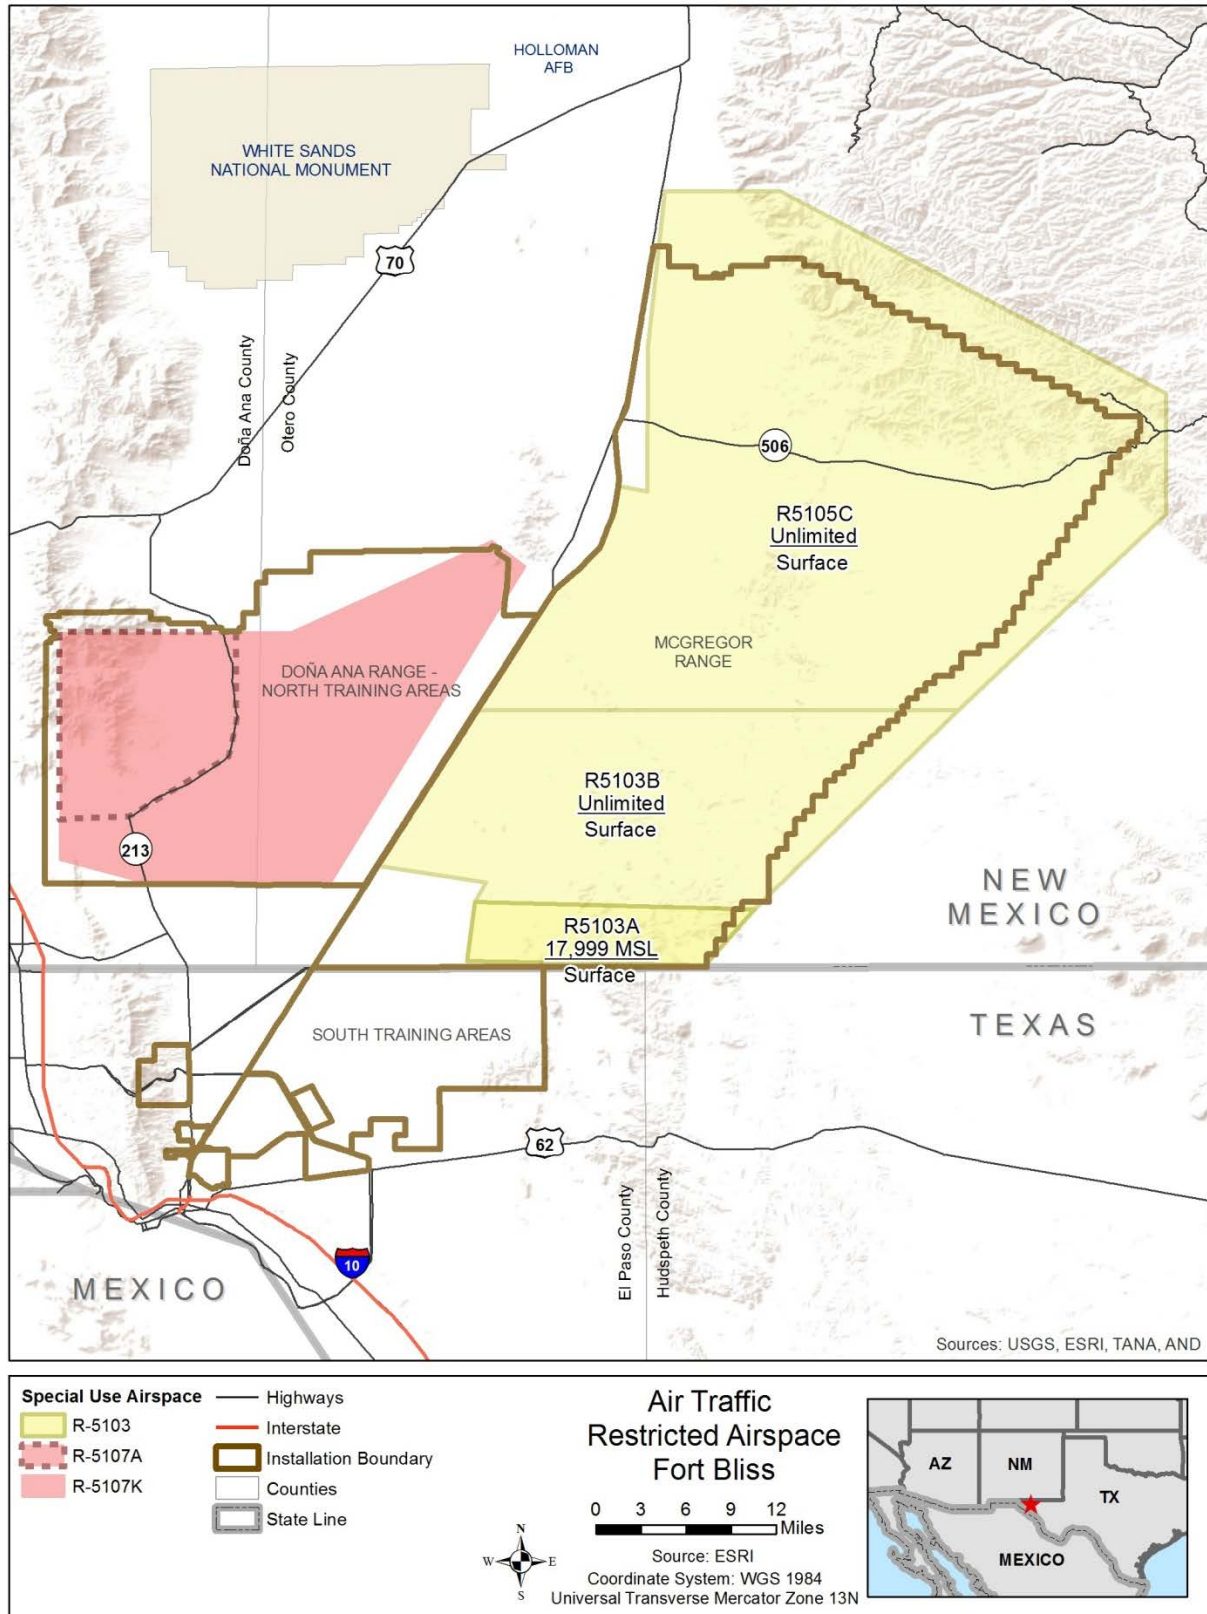 HOLLOMAN
AFB
WHITE SANDS
NATIONAL MONUMENT
70
Doña Ana County
Otero County
506
R5105C
Unlimited
Surface
MCGREGOR
RANGE
DOÑA ANA RANGE -
NORTH TRAINING AREAS
R5103B
Unlimited
Surface
213
NEW
MEXICO
R5103A
17,999 MSL
Surface
TEXAS
SOUTH TRAINING AREAS
62
El Paso County
Hudspeth County
10
MEXICO
Sources: USGS, ESRI, TANA, AND
Special Use Airspace
R-5103
R-5107A
R-5107K
Highways
Interstate
Installation Boundary
Counties
State Line
Air Traffic
Restricted Airspace
Fort Bliss
0 3 6 9 12
Miles
Source: ESRI
Coordinate System: WGS 1984
Universal Transverse Mercator Zone 13N
N
W E
S
AZ
NM
TX
MEXICO